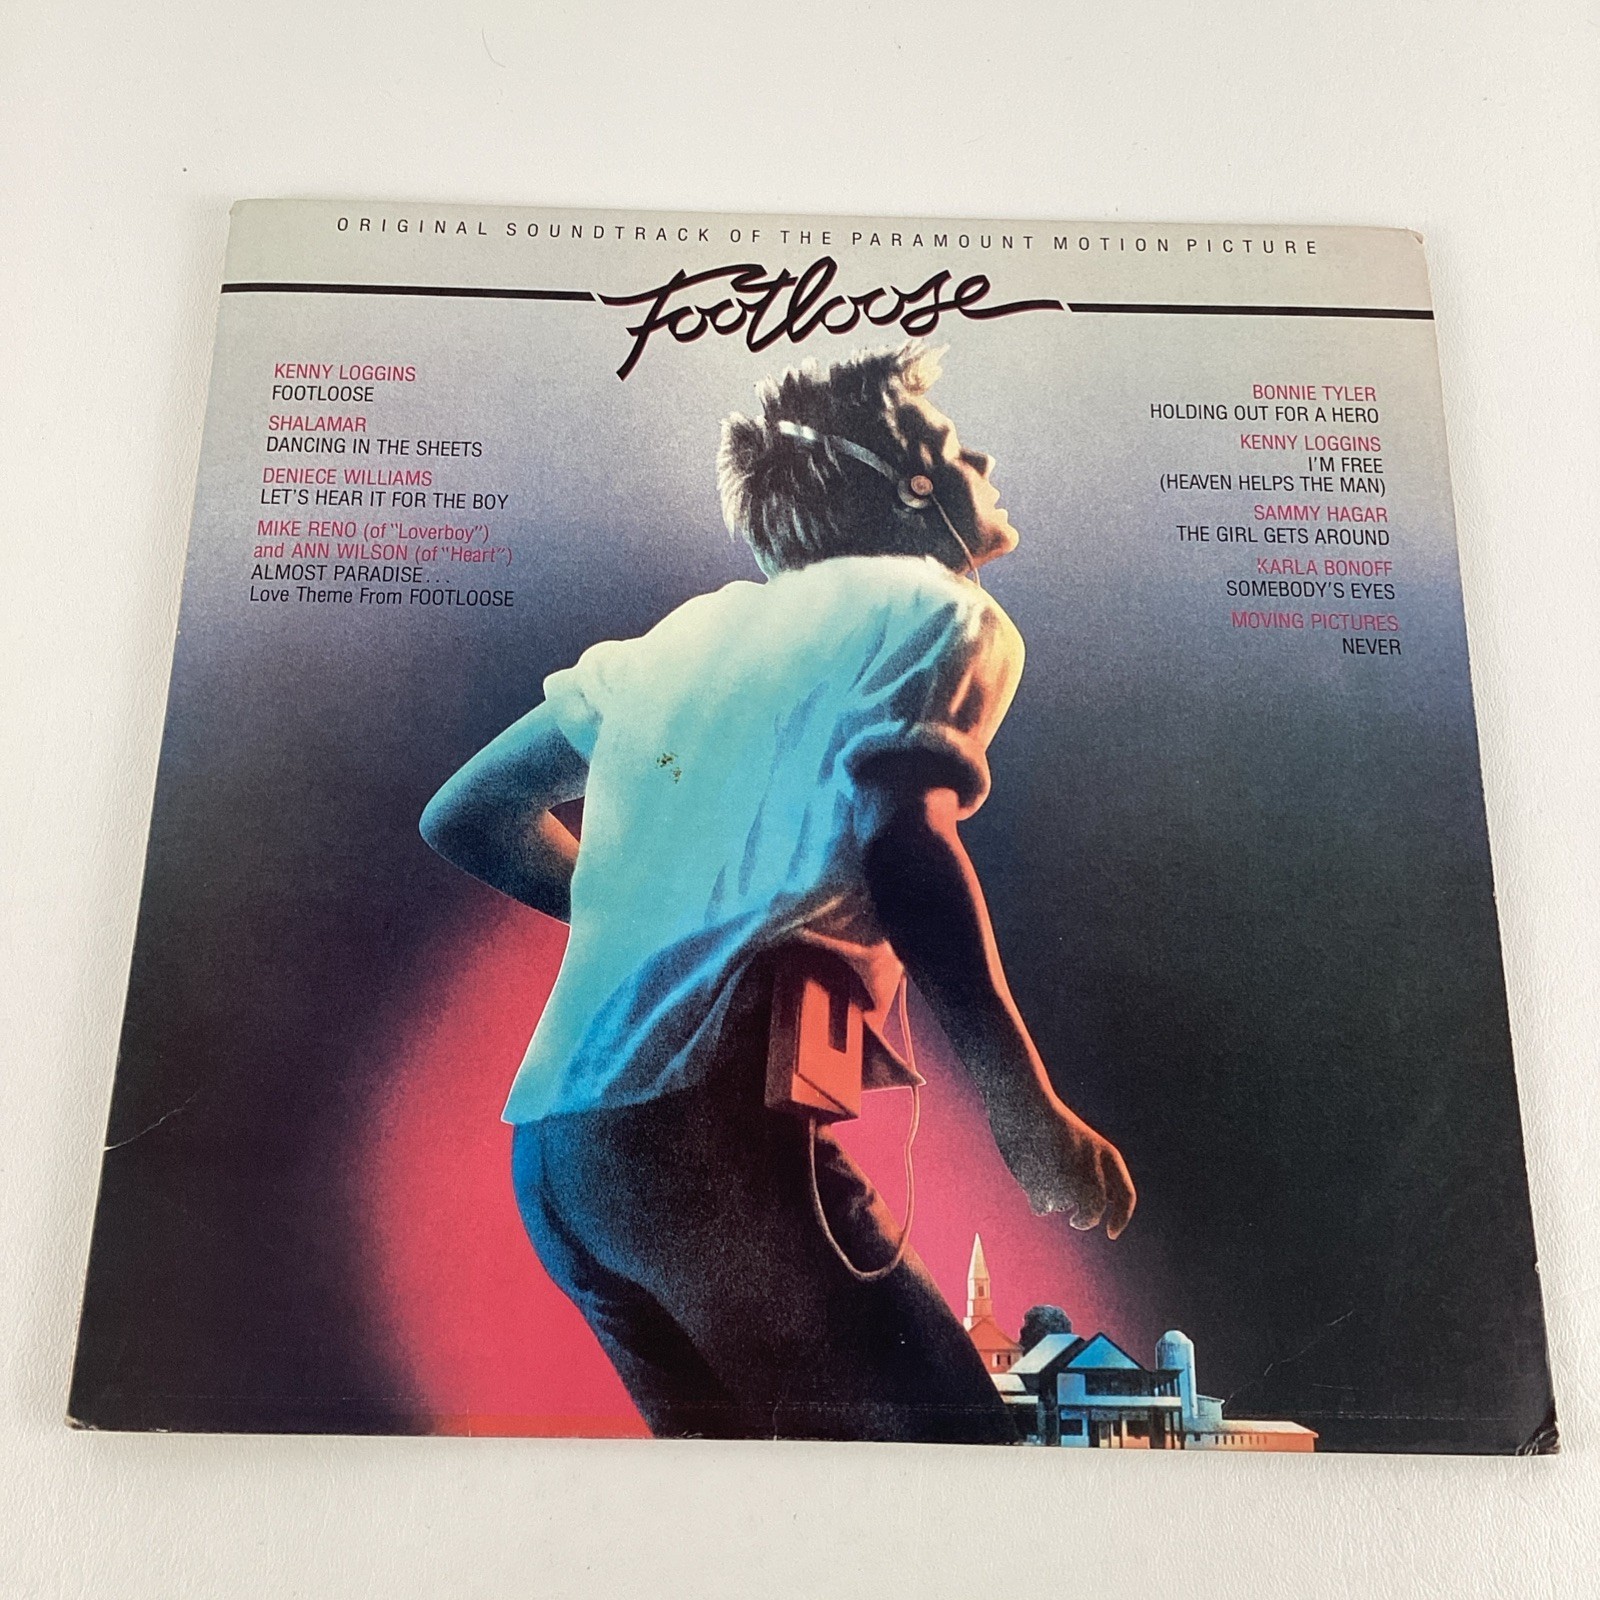 ORIGINAL SOUNDTRACK OF THE PARAMOUNT MOTION PICTURE
Footloose
KENNY LOGGINS
FOOTLOOSE
SHALAMAR
DANCING IN THE SHEETS
DENIECE WILLIAMS
LET'S HEAR IT FOR THE BOY
MIKE RENO (of "Loverboy")
and ANN WILSON (of "Heart")
ALMOST PARADISE...
Love Theme From FOOTLOOSE
BONNIE TYLER
HOLDING OUT FOR A HERO
KENNY LOGGINS
I'M FREE
(HEAVEN HELPS THE MAN)
SAMMY HAGAR
THE GIRL GETS AROUND
KARLA BONOFF
SOMEBODY'S EYES
MOVING PICTURES
NEVER